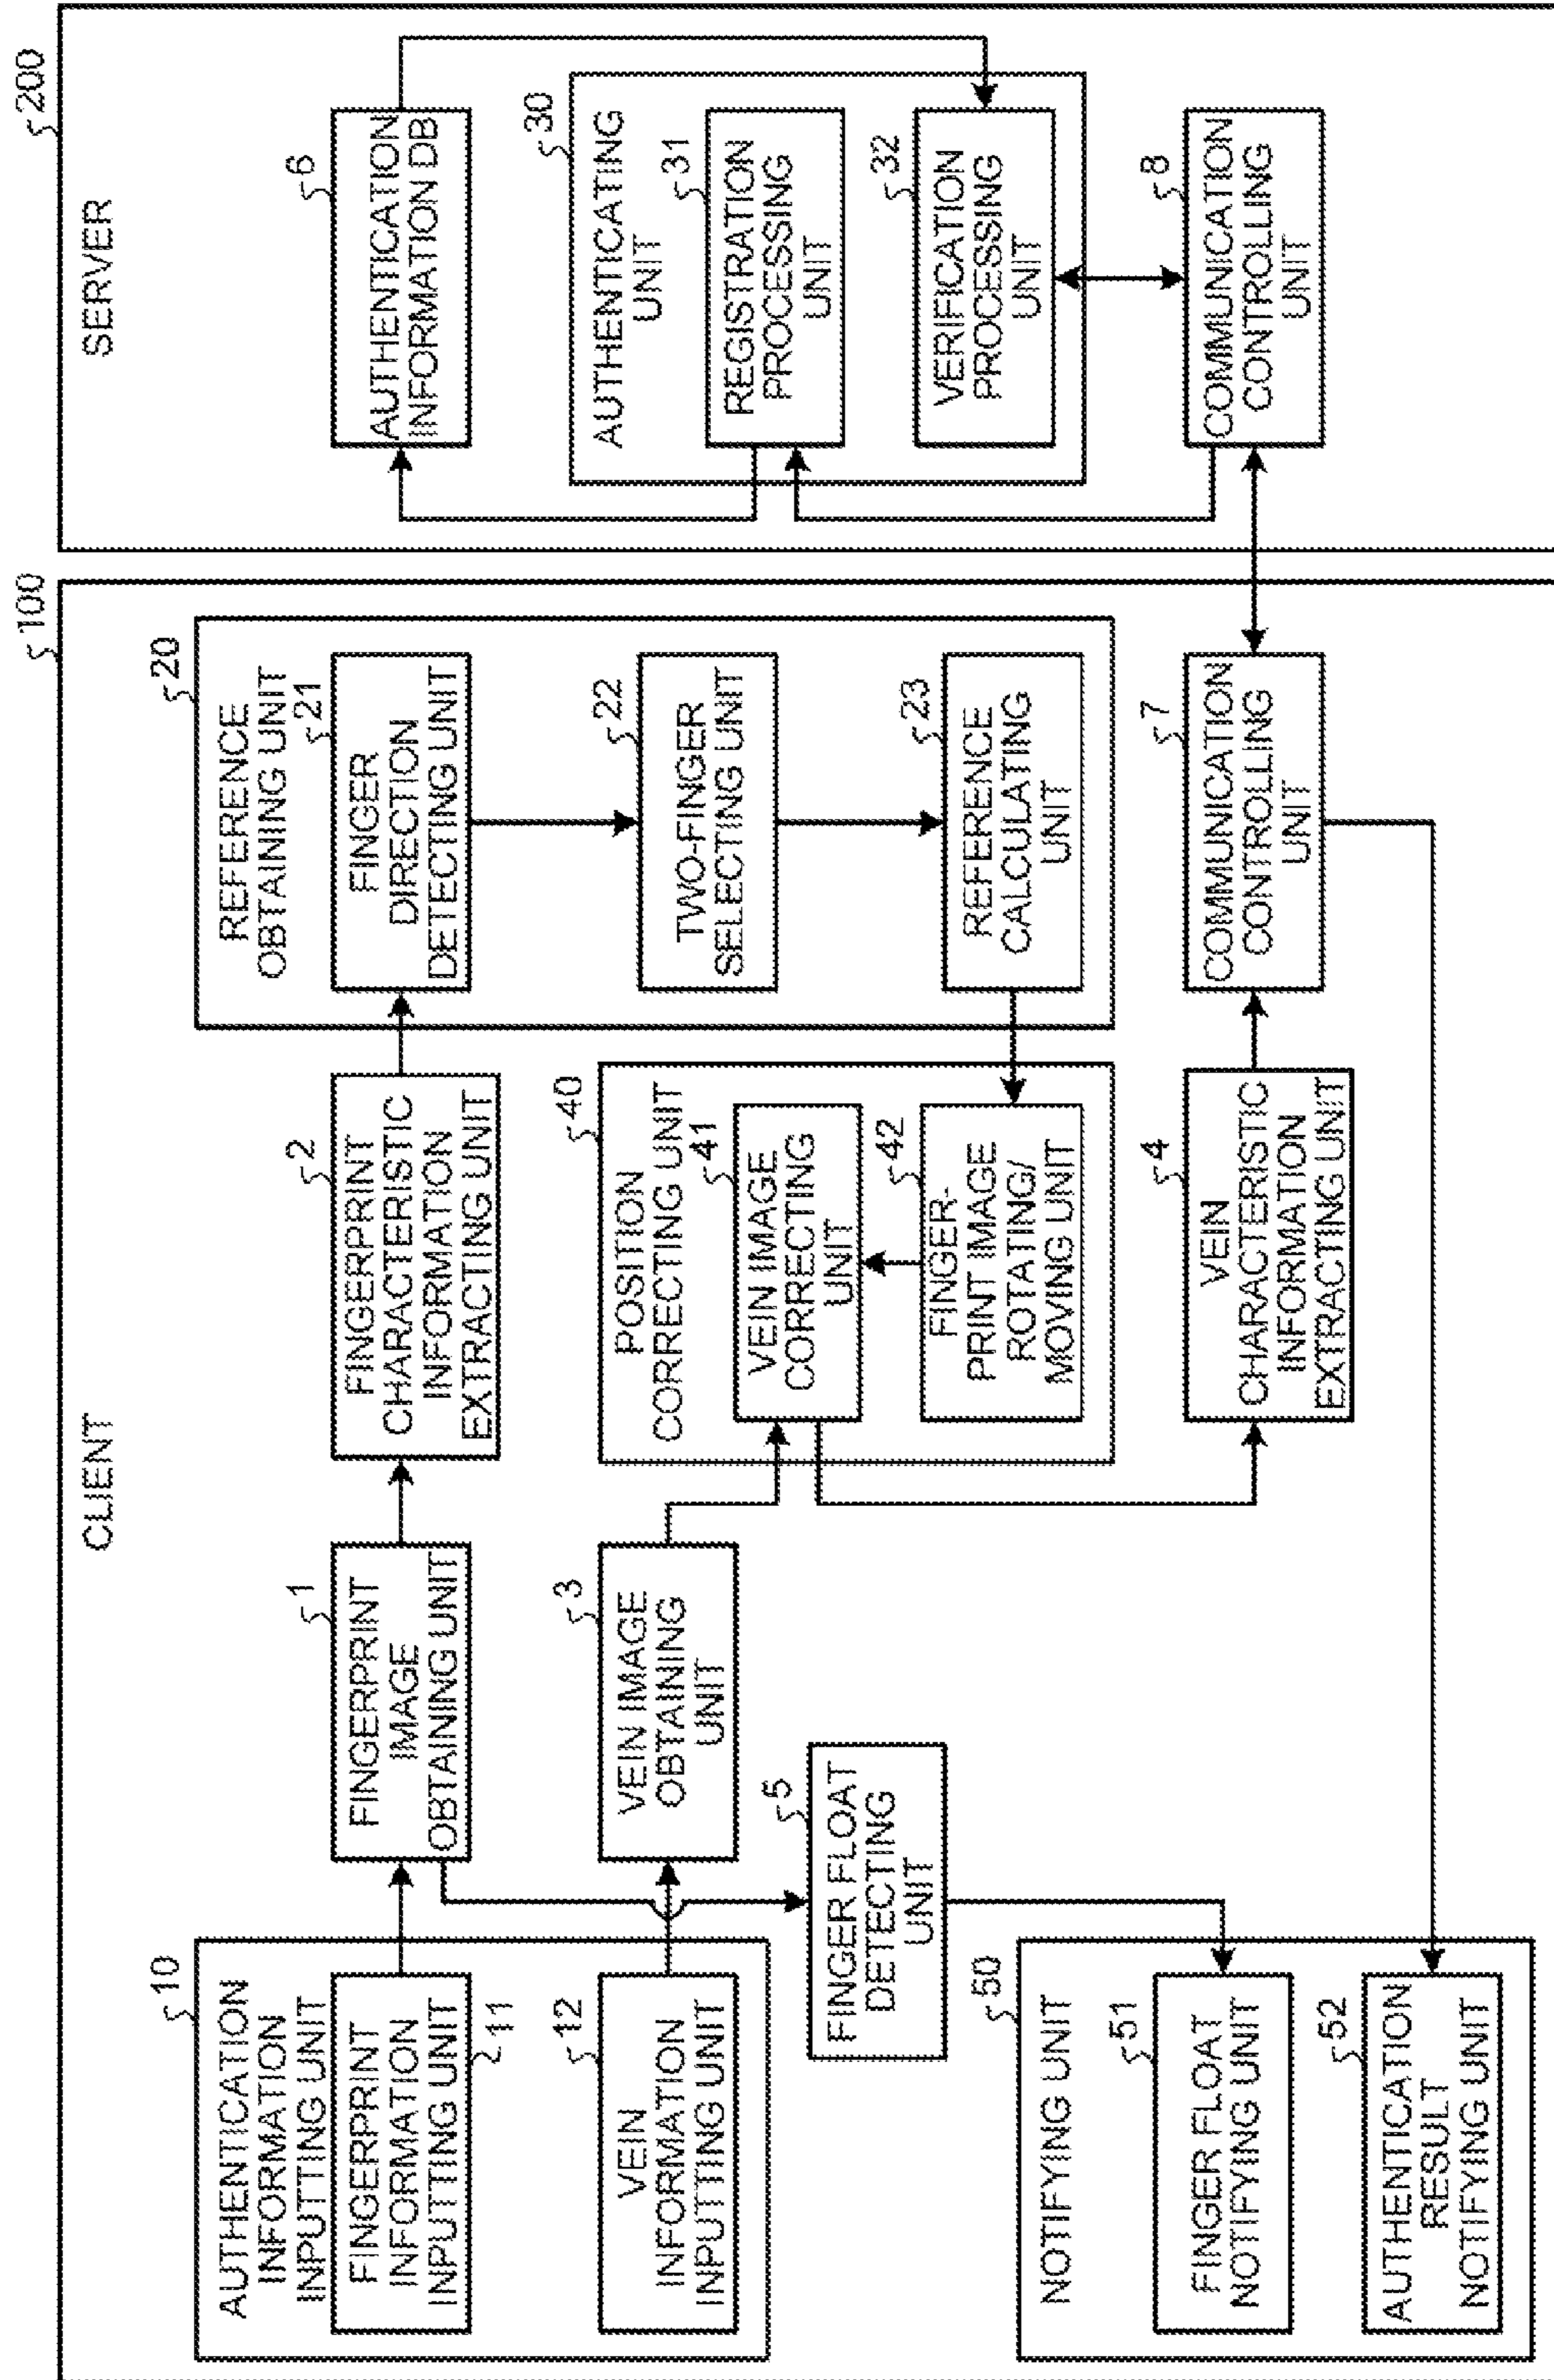 CLIENT
100
AUTHENTICATION
INFORMATION
INPUTTING UNIT
10
FINGERPRINT
INFORMATION
INPUTTING UNIT
11
VEIN
INFORMATION
INPUTTING UNIT
12
FINGERPRINT
IMAGE
OBTAINING UNIT
1
VEIN IMAGE
OBTAINING
UNIT
3
FINGER FLOAT
DETECTING
UNIT
5
NOTIFYING UNIT
50
FINGER FLOAT
NOTIFYING UNIT
51
AUTHENTICATION
RESULT
NOTIFYING UNIT
52
FINGERPRINT
CHARACTERISTIC
INFORMATION
EXTRACTING UNIT
2
POSITION
CORRECTING UNIT
40
VEIN IMAGE
CORRECTING
UNIT
41
FINGER-
PRINT IMAGE
ROTATING/
MOVING UNIT
42
VEIN
CHARACTERISTIC
INFORMATION
EXTRACTING UNIT
4
REFERENCE
OBTAINING UNIT
20
FINGER
DIRECTION
DETECTING UNIT
21
TWO-FINGER
SELECTING UNIT
22
REFERENCE
CALCULATING
UNIT
23
COMMUNICATION
CONTROLLING
UNIT
7
SERVER
200
AUTHENTICATION
INFORMATION DB
6
AUTHENTICATING
UNIT
30
REGISTRATION
PROCESSING
UNIT
31
VERIFICATION
PROCESSING
UNIT
32
COMMUNICATION
CONTROLLING
UNIT
8